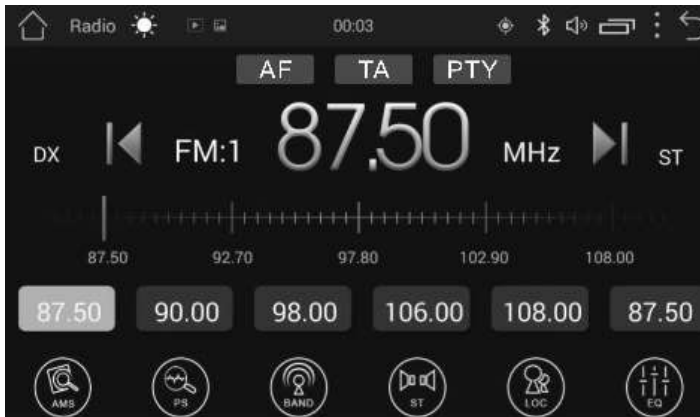 Radio 00:03
AF TA PTY
DX FM:1 87.50 MHz ST
87.50 92.70 97.80 102.90 108.00
87.50 90.00 98.00 106.00 108.00 87.50
AMS PS BAND ST LOC EQ